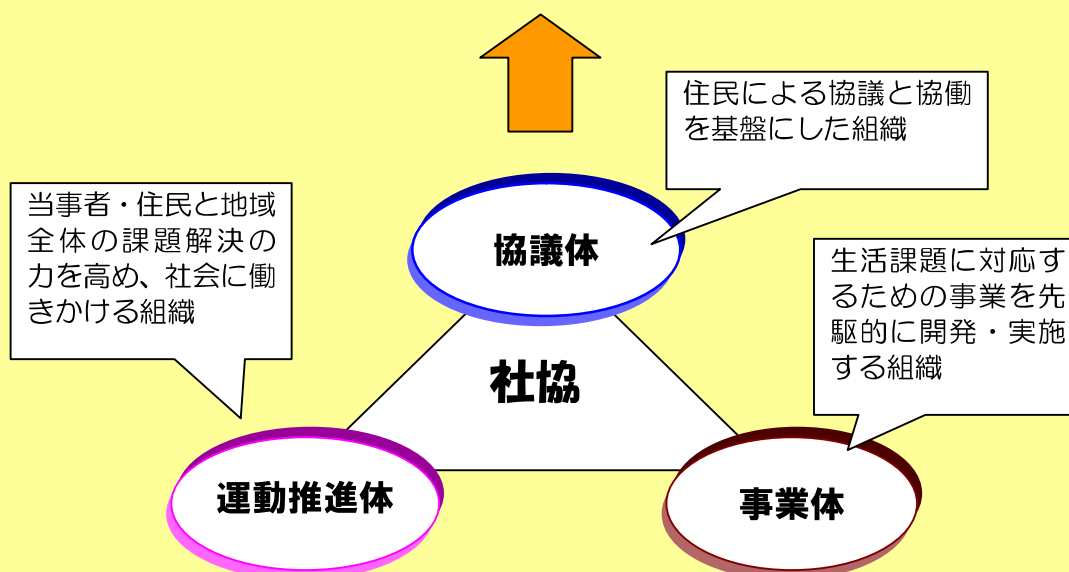 住民による協議と協働
を基盤にした組織
当事者・住民と地域
全体の課題解決の
力を高め、社会に働
きかける組織
協議体
生活課題に対応す
るための事業を先
駆的に開発・実施
する組織
社協
運動推進体
事業体